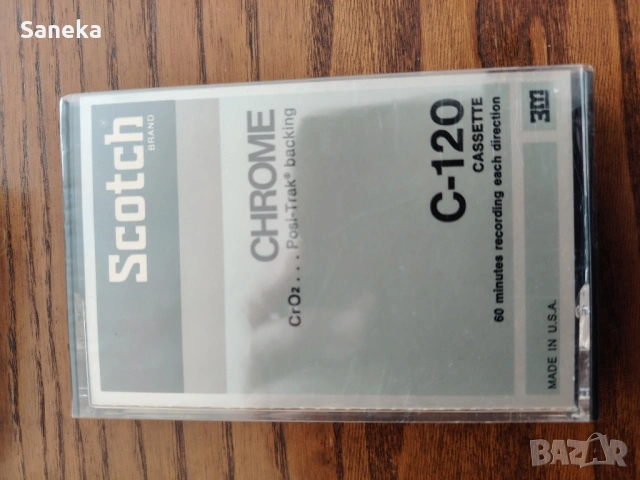 Saneka
Scotch
BRAND
CHROME
CrO2... Posi-Trak® backing
C-120
CASSETTE
60 minutes recording each direction
3M
MADE IN U.S.A.
BAZAR